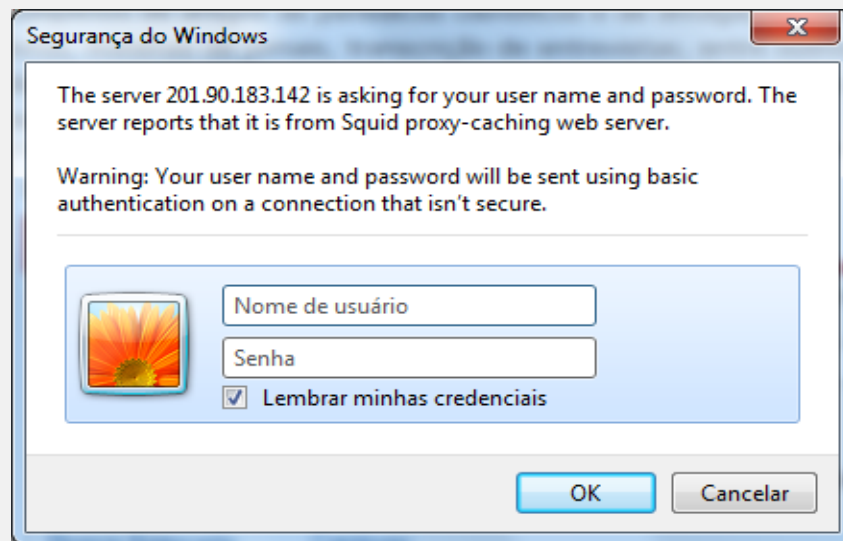 Segurança do Windows
The server 201.90.183.142 is asking for your user name and password. The
server reports that it is from Squid proxy-caching web server.
Warning: Your user name and password will be sent using basic
authentication on a connection that isn't secure.
Nome de usuário
Senha
Lembrar minhas credenciais
OK
Cancelar